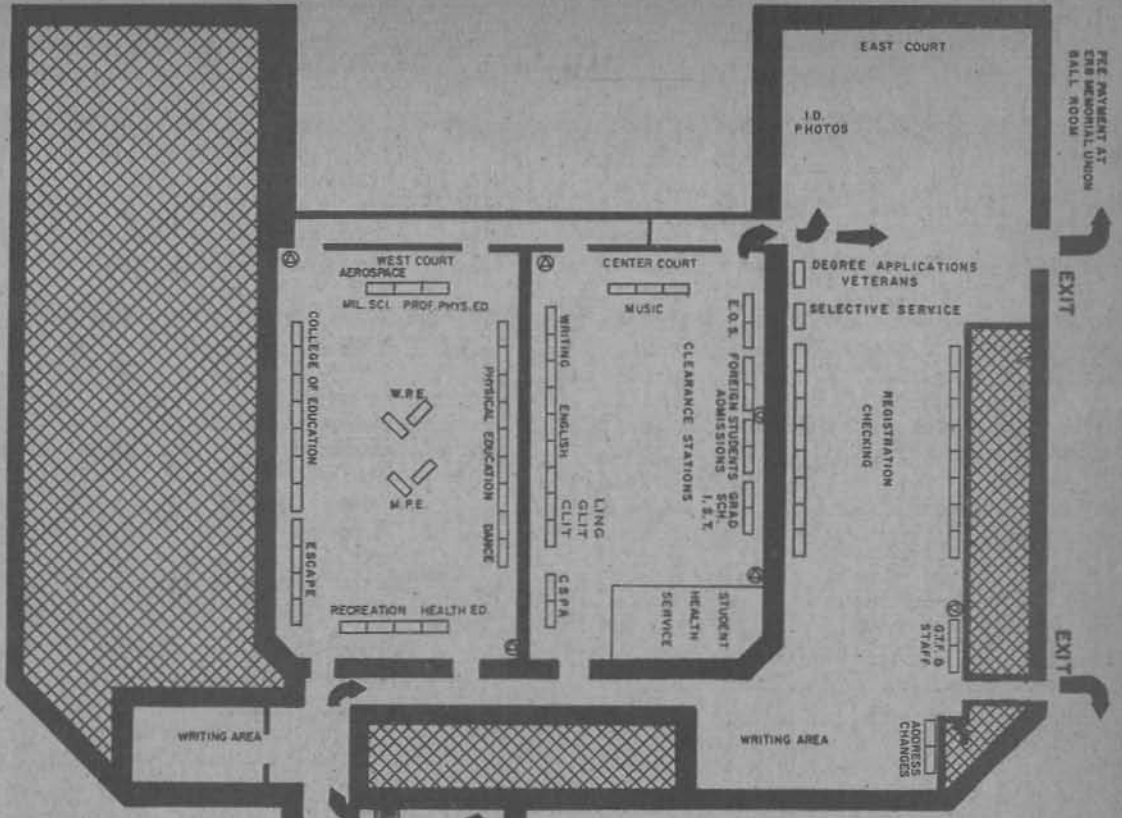 EAST COURT
FEE PAYMENT AT
ERB MEMORIAL UNION
BALL ROOM
I.D.
PHOTOS
EXIT
WEST COURT
AEROSPACE
MIL. SCI. PROF. PHYS. ED.
CENTER COURT
MUSIC
DEGREE APPLICATIONS
VETERANS
SELECTIVE SERVICE
COLLEGE OF EDUCATION
ESCAPE
W.P.E.
M.P.E.
PHYSICAL EDUCATION DANCE
RECREATION HEALTH ED.
WRITING ENGLISH
LING
GLIT
CLIT
CSPA
CLEARANCE STATIONS
E.O.S. FOREIGN STUDENTS
ADMISSIONS
GRAD
SCH.
I.S.T.
STUDENT
HEALTH
SERVICE
REGISTRATION
CHECKING
G.T.F. &
STAFF
EXIT
WRITING AREA
WRITING AREA
ADDRESS
CHANGES